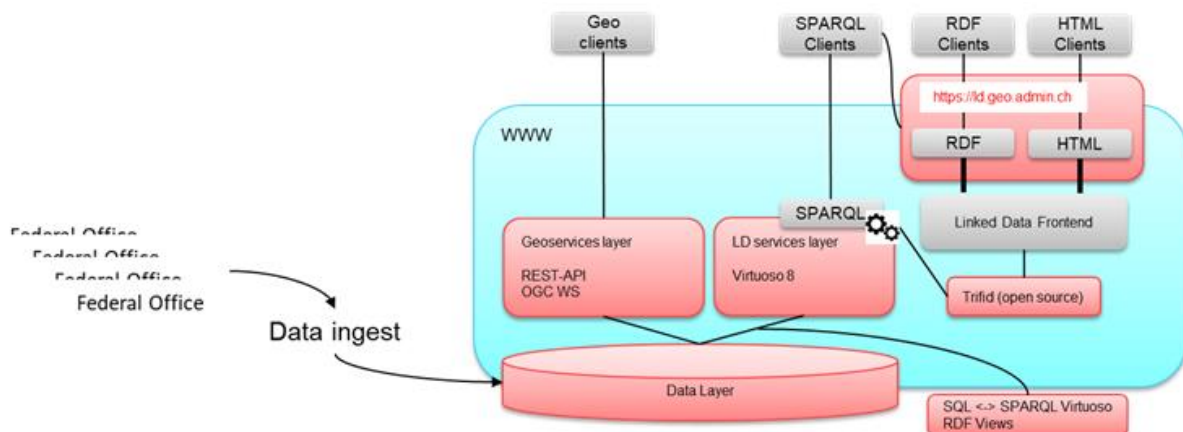 Geo
clients
SPARQL
Clients
RDF
Clients
HTML
Clients
https://ld.geo.admin.ch
WWW
RDF
HTML
SPARQL
Linked Data Frontend
Geoservices layer
REST-API
OGC WS
LD services layer
Virtuoso 8
Trifid (open source)
Federal Office
Federal Office
Federal Office
Federal Office
Data ingest
Data Layer
SQL <-> SPARQL Virtuoso
RDF Views